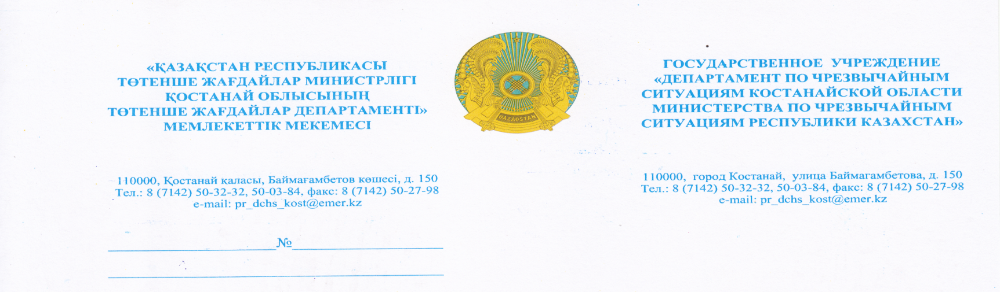 «ҚАЗАҚСТАН РЕСПУБЛИКАСЫ
ТӨТЕНШЕ ЖАҒДАЙЛАР МИНИСТРЛІГІ
ҚОСТАНАЙ ОБЛЫСЫНЫҢ
ТӨТЕНШЕ ЖАҒДАЙЛАР ДЕПАРТАМЕНТІ»
МЕМЛЕКЕТТІК МЕКЕМЕСІ
110000, Қостанай қаласы, Баймағамбетов көшесі, д. 150
Тел.: 8 (7142) 50-32-32, 50-03-84, факс: 8 (7142) 50-27-98
e-mail: pr_dchs_kost@emer.kz
№
QAZAQSTAN
ГОСУДАРСТВЕННОЕ УЧРЕЖДЕНИЕ
«ДЕПАРТАМЕНТ ПО ЧРЕЗВЫЧАЙНЫМ
СИТУАЦИЯМ КОСТАНАЙСКОЙ ОБЛАСТИ
МИНИСТЕРСТВА ПО ЧРЕЗВЫЧАЙНЫМ
СИТУАЦИЯМ РЕСПУБЛИКИ КАЗАХСТАН»
110000, город Костанай, улица Баймагамбетова, д. 150
Тел.: 8 (7142) 50-32-32, 50-03-84, факс: 8 (7142) 50-27-98
e-mail: pr_dchs_kost@emer.kz